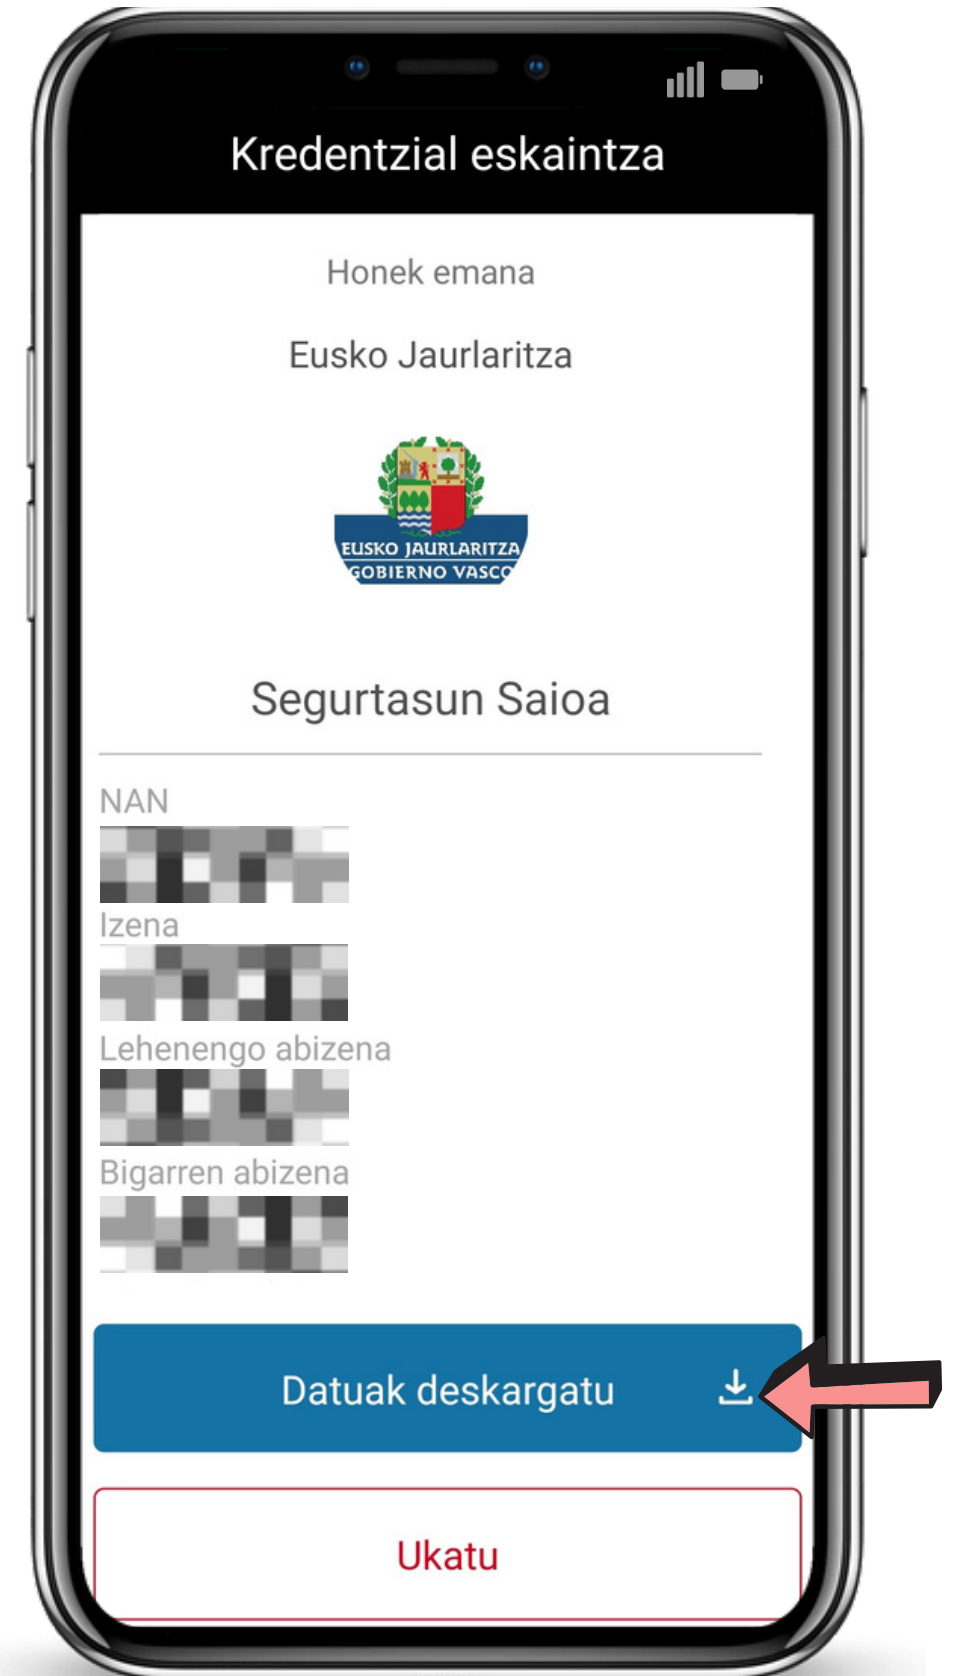 Kredentzial eskaintza
Honek emana
Eusko Jaurlaritza
EUSKO JAURLARITZA
GOBIERNO VASCO
Segurtasun Saioa
NAN
Izena
Lehenengo abizena
Bigarren abizena
Datuak deskargatu
Ukatu